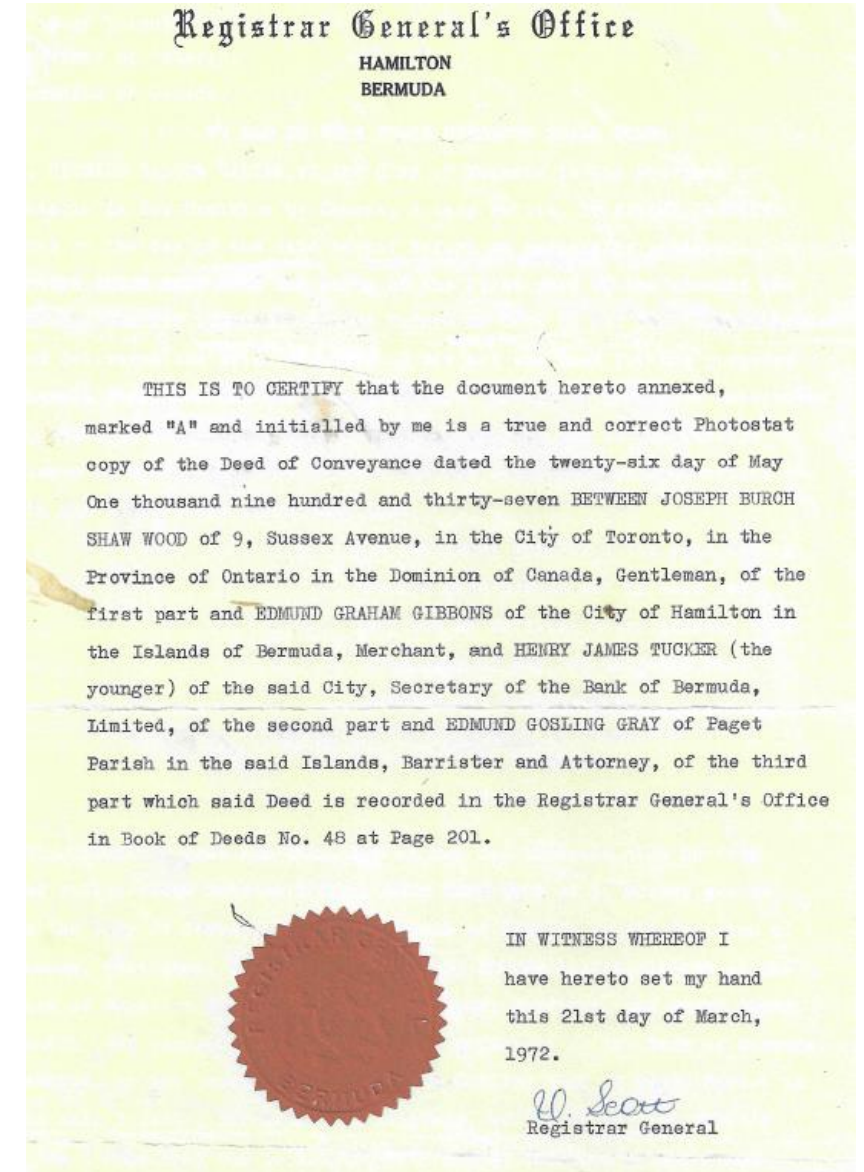 Registrar General's Office
HAMILTON
BERMUDA
THIS IS TO CERTIFY that the document hereto annexed,
marked "A" and initialled by me is a true and correct Photostat
copy of the Deed of Conveyance dated the twenty-six day of May
One thousand nine hundred and thirty-seven BETWEEN JOSEPH BURCH
SHAW WOOD of 9, Sussex Avenue, in the City of Toronto, in the
Province of Ontario in the Dominion of Canada, Gentleman, of the
first part and EDMUND GRAHAM GIBBONS of the City of Hamilton in
the Islands of Bermuda, Merchant, and HENRY JAMES TUCKER (the
younger) of the said City, Secretary of the Bank of Bermuda,
Limited, of the second part and EDMUND GOSLING GRAY of Paget
Parish in the said Islands, Barrister and Attorney, of the third
part which said Deed is recorded in the Registrar General's Office
in Book of Deeds No. 48 at Page 201.
REGISTRAR GENERAL
BERMUDA
IN WITNESS WHEREOF I
have hereto set my hand
this 21st day of March,
1972.
Scott
Registrar General